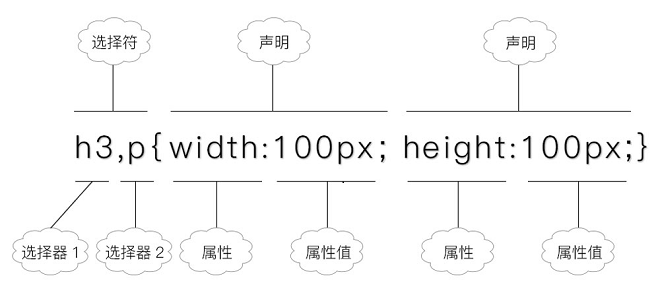 选择符 声明 声明
h3,p{width:100px; height:100px;}
选择器 1 选择器 2 属性 属性值 属性 属性值